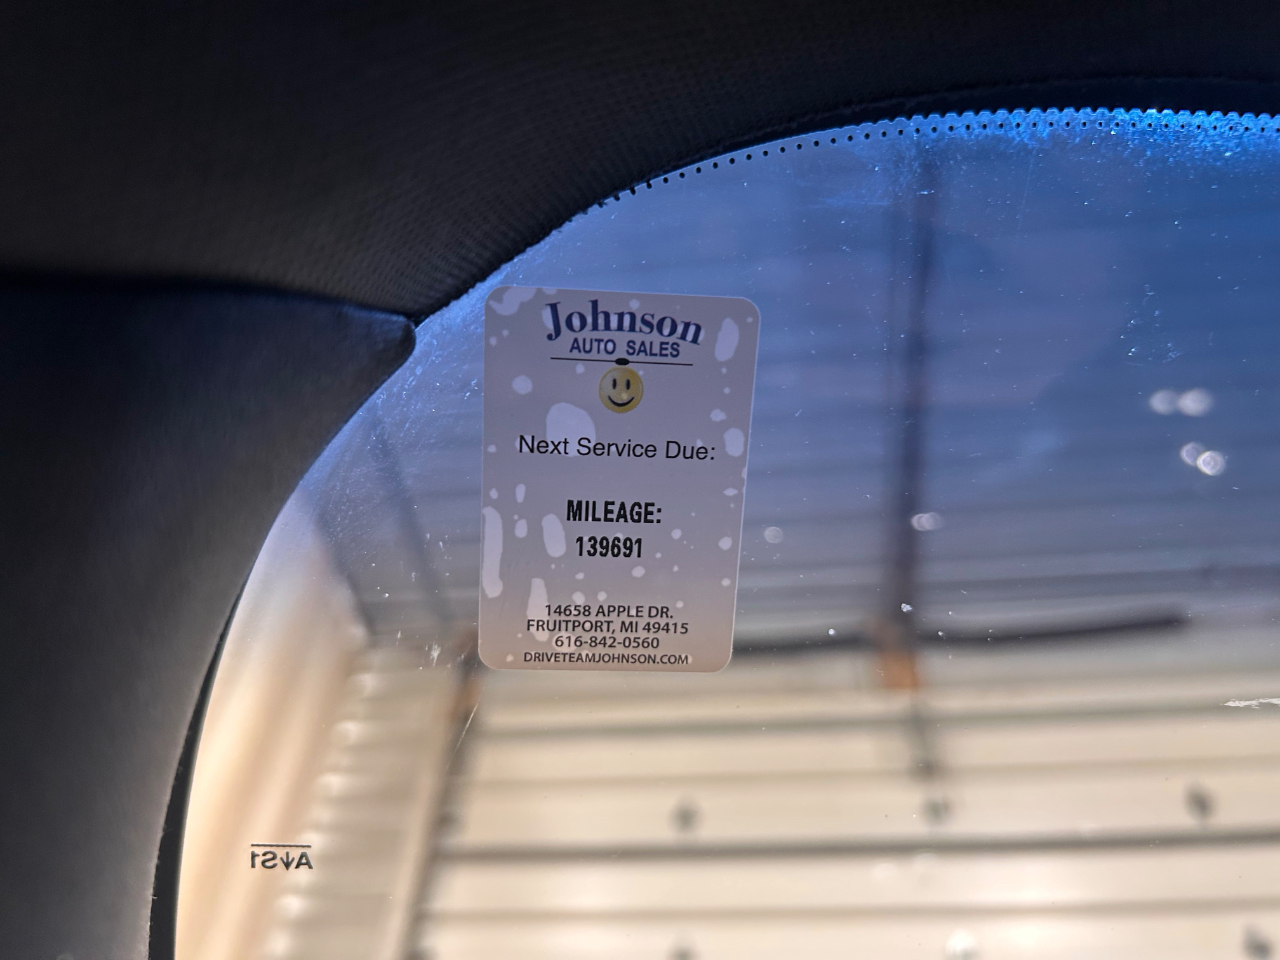 Johnson
AUTO SALES
Next Service Due:
MILEAGE:
139691
14658 APPLE DR.
FRUITPORT, MI 49415
616-842-0560
DRIVETEAMJOHNSON.COM
AS1